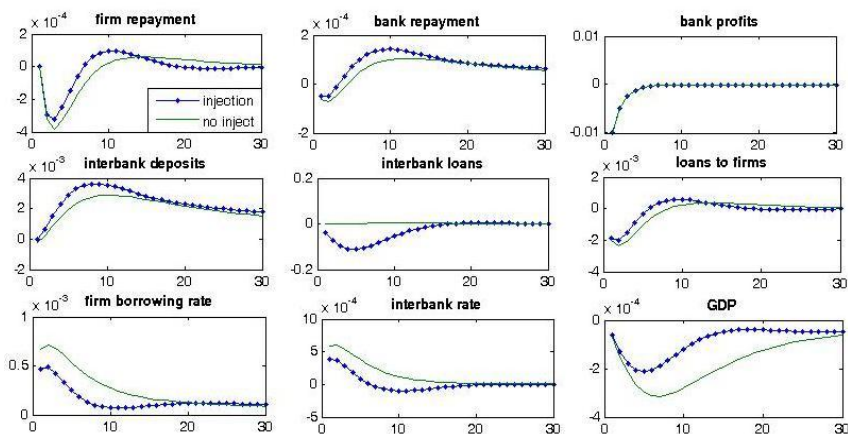 firm repayment
x 10⁻⁴
2
0
-2
-4
0 10 20 30
injection
no inject
bank repayment
x 10⁻⁴
2
0
-2
0 10 20 30
bank profits
0.01
0
-0.01
0 10 20 30
interbank deposits
x 10⁻³
4
2
0
-2
0 10 20 30
interbank loans
0.2
0
-0.2
0 10 20 30
loans to firms
x 10⁻³
2
0
-2
-4
0 10 20 30
firm borrowing rate
x 10⁻³
1
0.5
0
0 10 20 30
interbank rate
x 10⁻⁴
10
5
0
-5
0 10 20 30
GDP
x 10⁻⁴
0
-2
-4
0 10 20 30